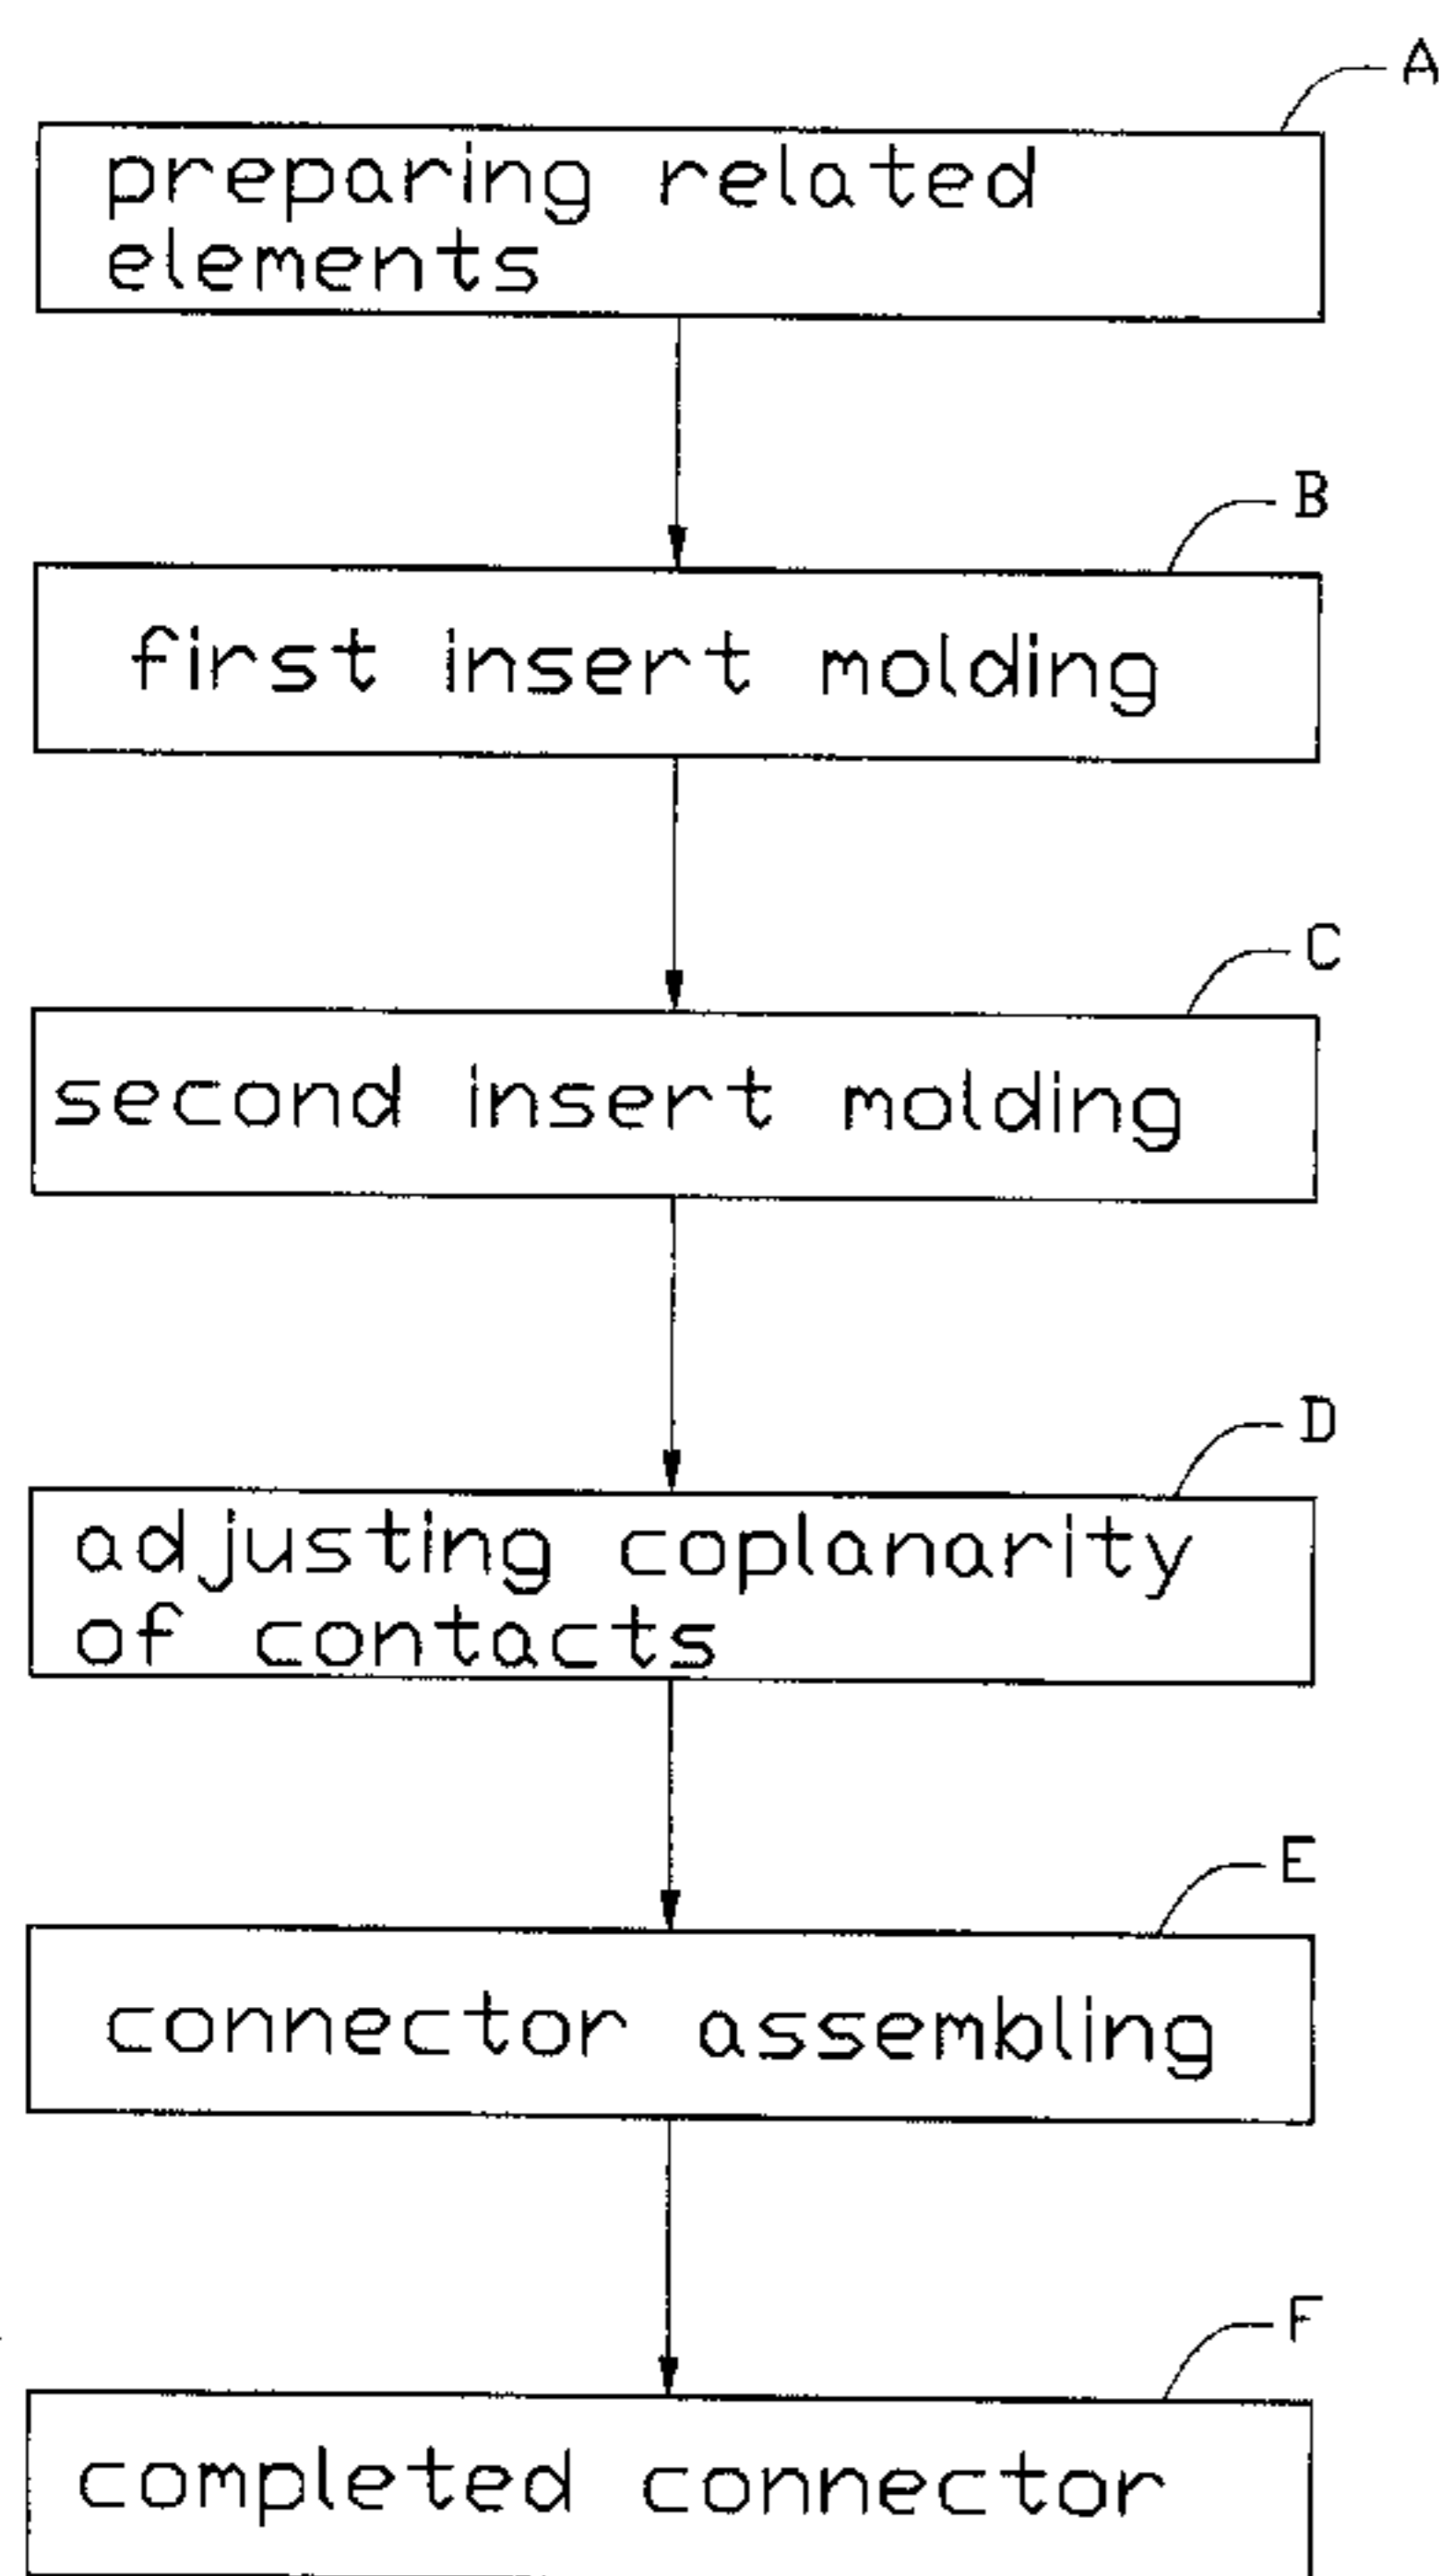 A
preparing related
elements
B
first insert molding
C
second insert molding
D
adjusting coplanarity
of contacts
E
connector assembling
F
completed connector